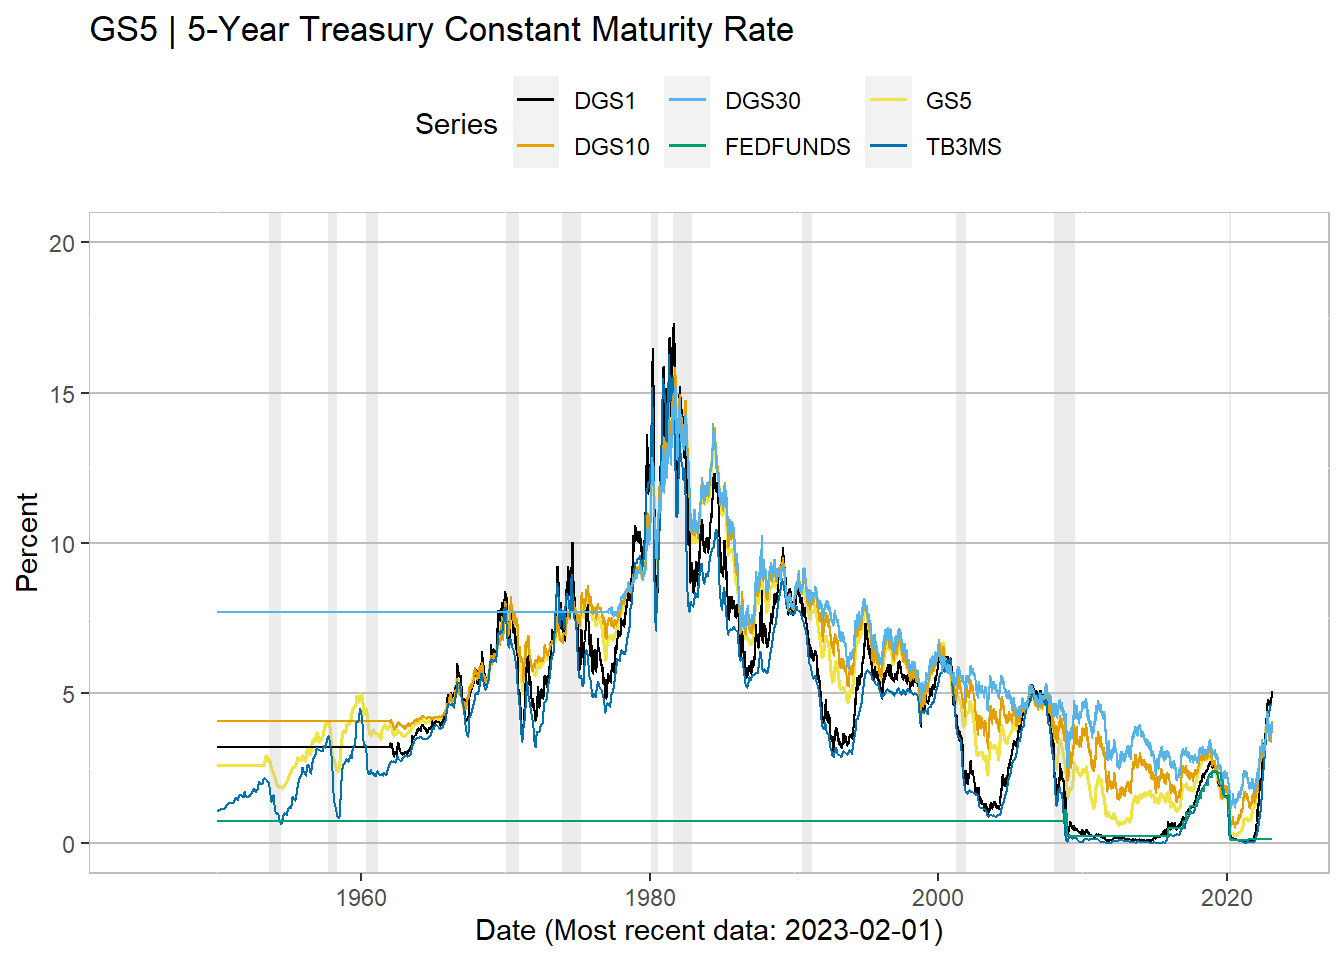 GS5 | 5-Year Treasury Constant Maturity Rate
Series
DGS1
DGS30
GS5
DGS10
FEDFUNDS
TB3MS
20
15
10
5
0
Percent
1960
1980
2000
2020
Date (Most recent data: 2023-02-01)